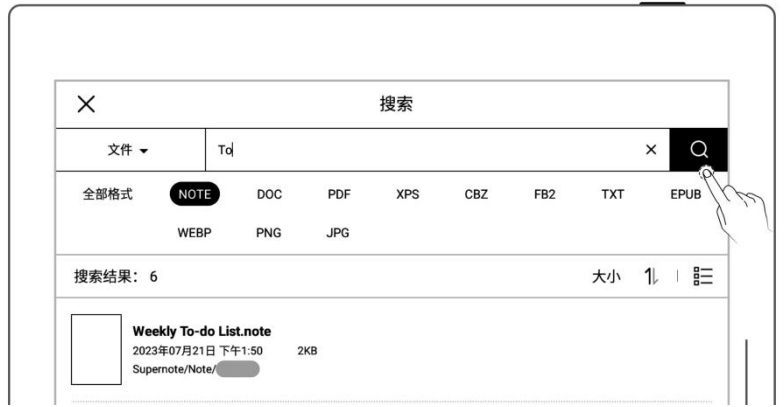 搜索
文件 To
全部格式 NOTE DOC PDF XPS CBZ FB2 TXT EPUB
WEBP PNG JPG
搜索结果: 6 大小
Weekly To-do List.note
2023年07月21日 下午1:50 2KB
Supernote/Note/